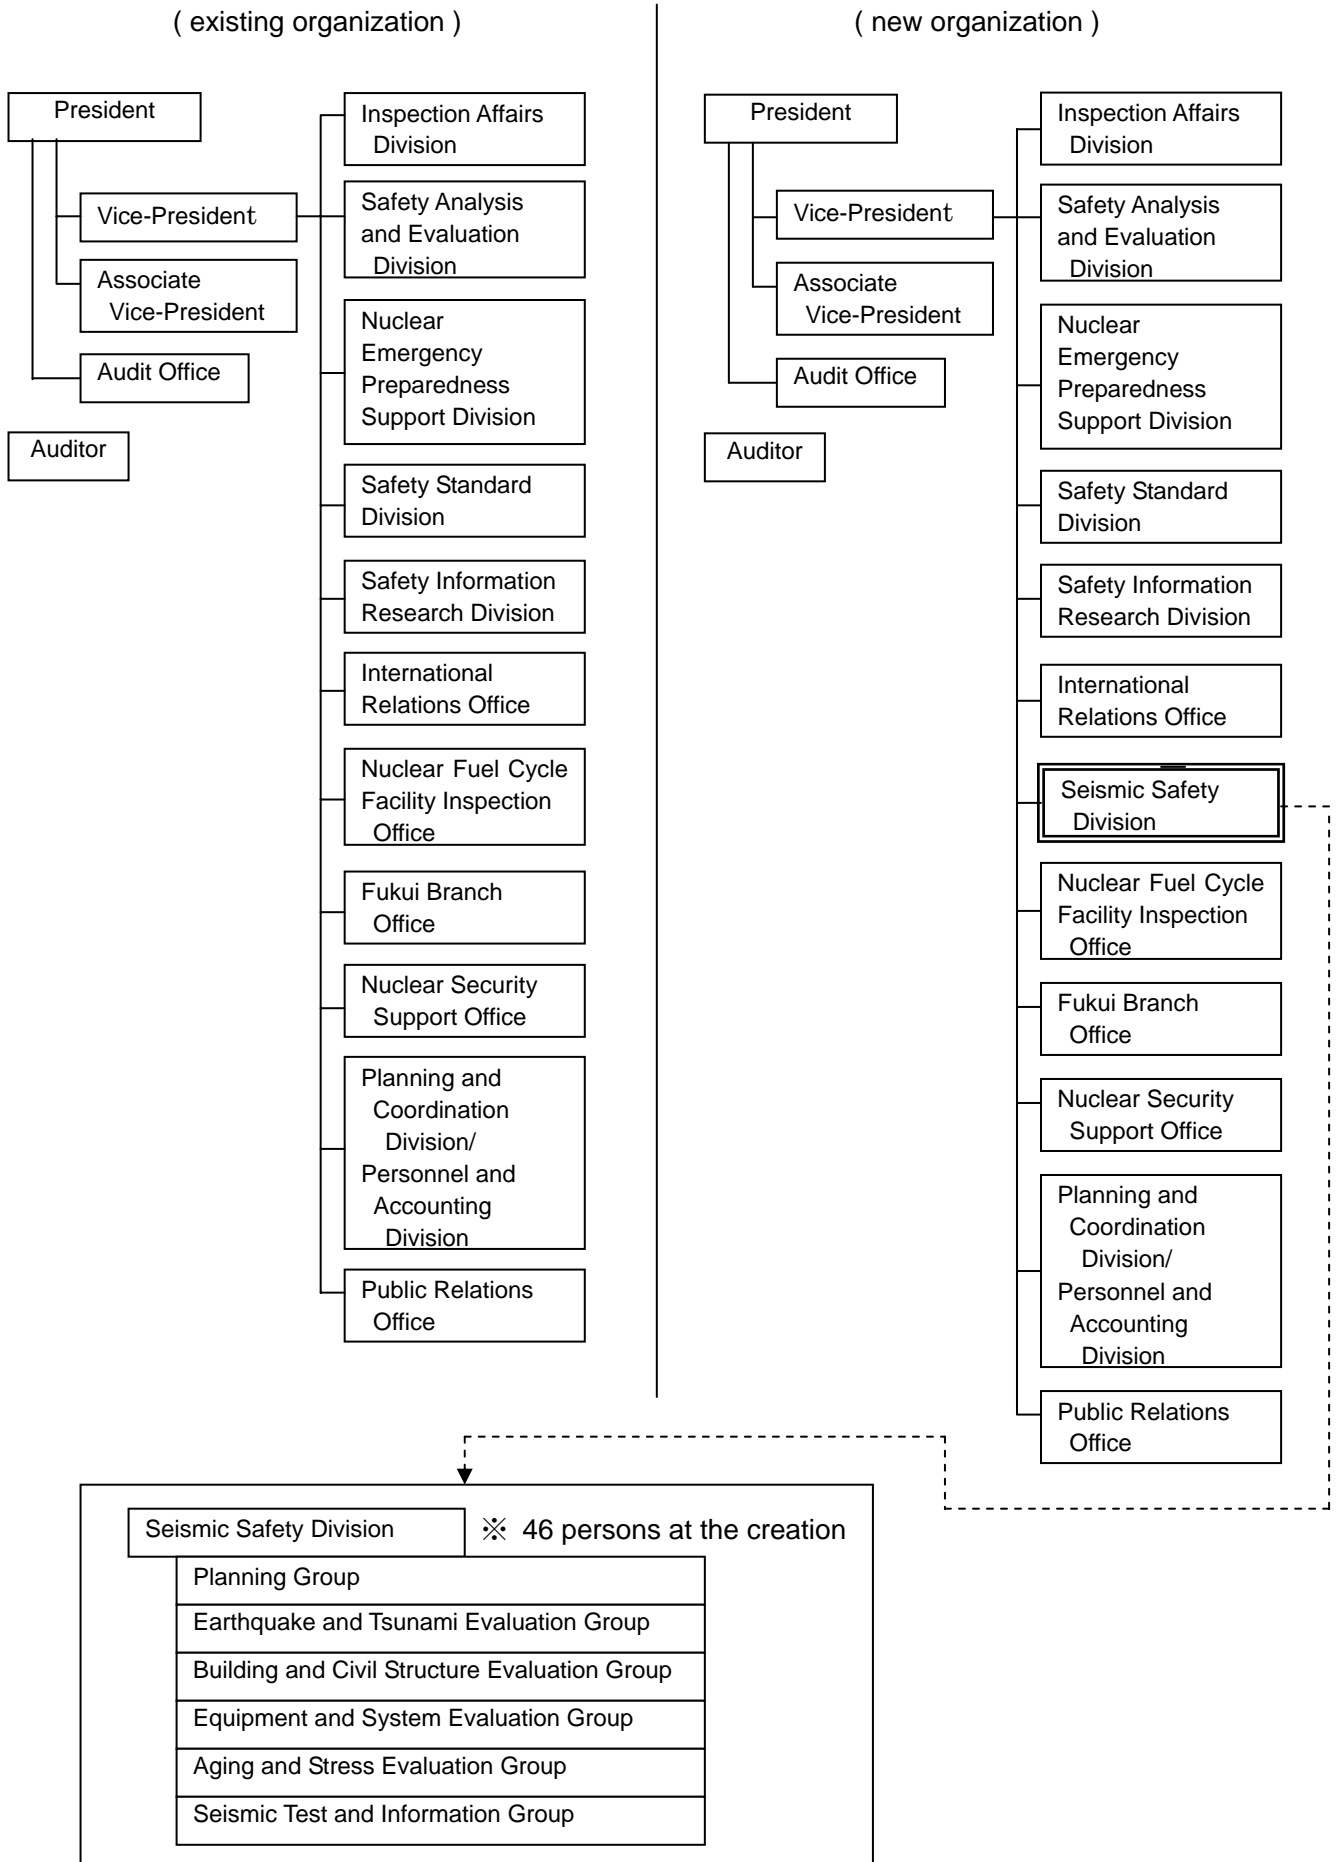 ( existing organization )
President
Vice-President
Associate
Vice-President
Audit Office
Auditor
Inspection Affairs
Division
Safety Analysis
and Evaluation
Division
Nuclear
Emergency
Preparedness
Support Division
Safety Standard
Division
Safety Information
Research Division
International
Relations Office
Nuclear Fuel Cycle
Facility Inspection
Office
Fukui Branch
Office
Nuclear Security
Support Office
Planning and
Coordination
Division/
Personnel and
Accounting
Division
Public Relations
Office
( new organization )
President
Vice-President
Associate
Vice-President
Audit Office
Auditor
Inspection Affairs
Division
Safety Analysis
and Evaluation
Division
Nuclear
Emergency
Preparedness
Support Division
Safety Standard
Division
Safety Information
Research Division
International
Relations Office
Seismic Safety
Division
Nuclear Fuel Cycle
Facility Inspection
Office
Fukui Branch
Office
Nuclear Security
Support Office
Planning and
Coordination
Division/
Personnel and
Accounting
Division
Public Relations
Office
Seismic Safety Division ※ 46 persons at the creation
Planning Group
Earthquake and Tsunami Evaluation Group
Building and Civil Structure Evaluation Group
Equipment and System Evaluation Group
Aging and Stress Evaluation Group
Seismic Test and Information Group